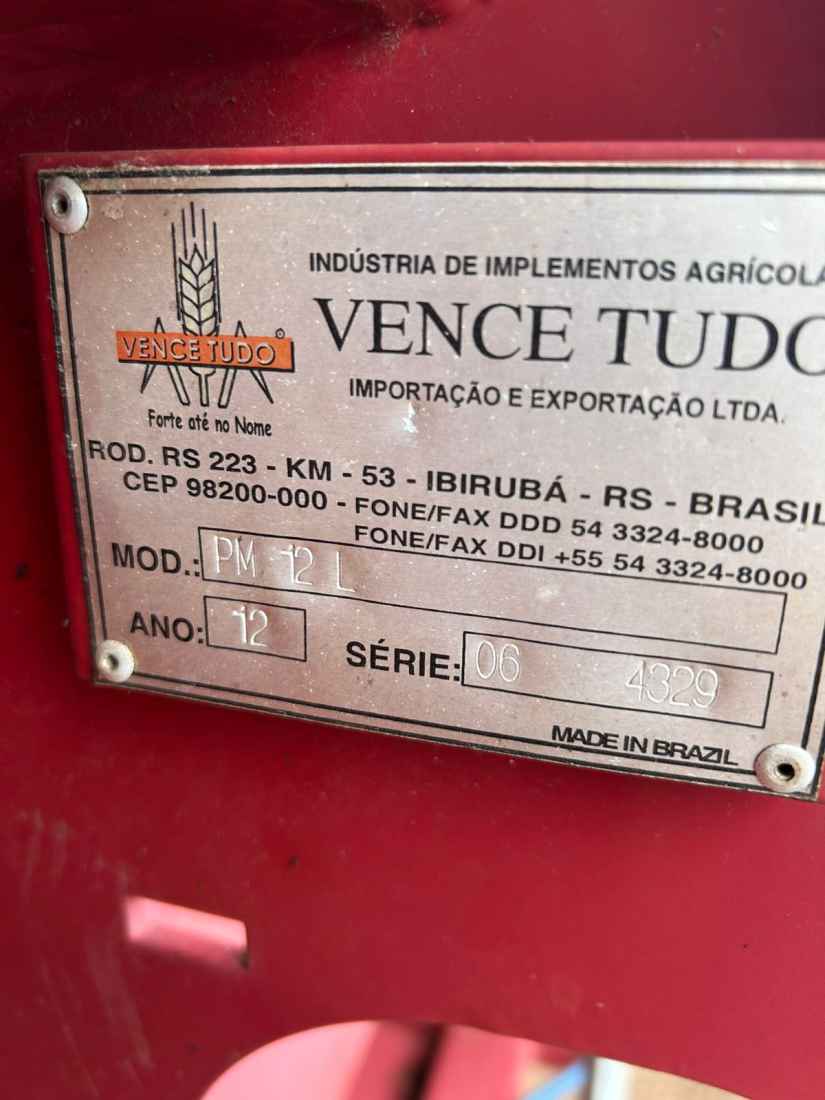 INDÚSTRIA DE IMPLEMENTOS AGRÍCOLA
VENCE TUDO
IMPORTAÇÃO E EXPORTAÇÃO LTDA.
VENCE TUDO
Forte até no Nome
ROD. RS 223 - KM - 53 - IBIRUBÁ - RS - BRASIL
CEP 98200-000 - FONE/FAX DDD 54 3324-8000
FONE/FAX DDI +55 54 3324-8000
MOD.: PM 12 L
ANO: 12 SÉRIE: 06 4329
MADE IN BRAZIL